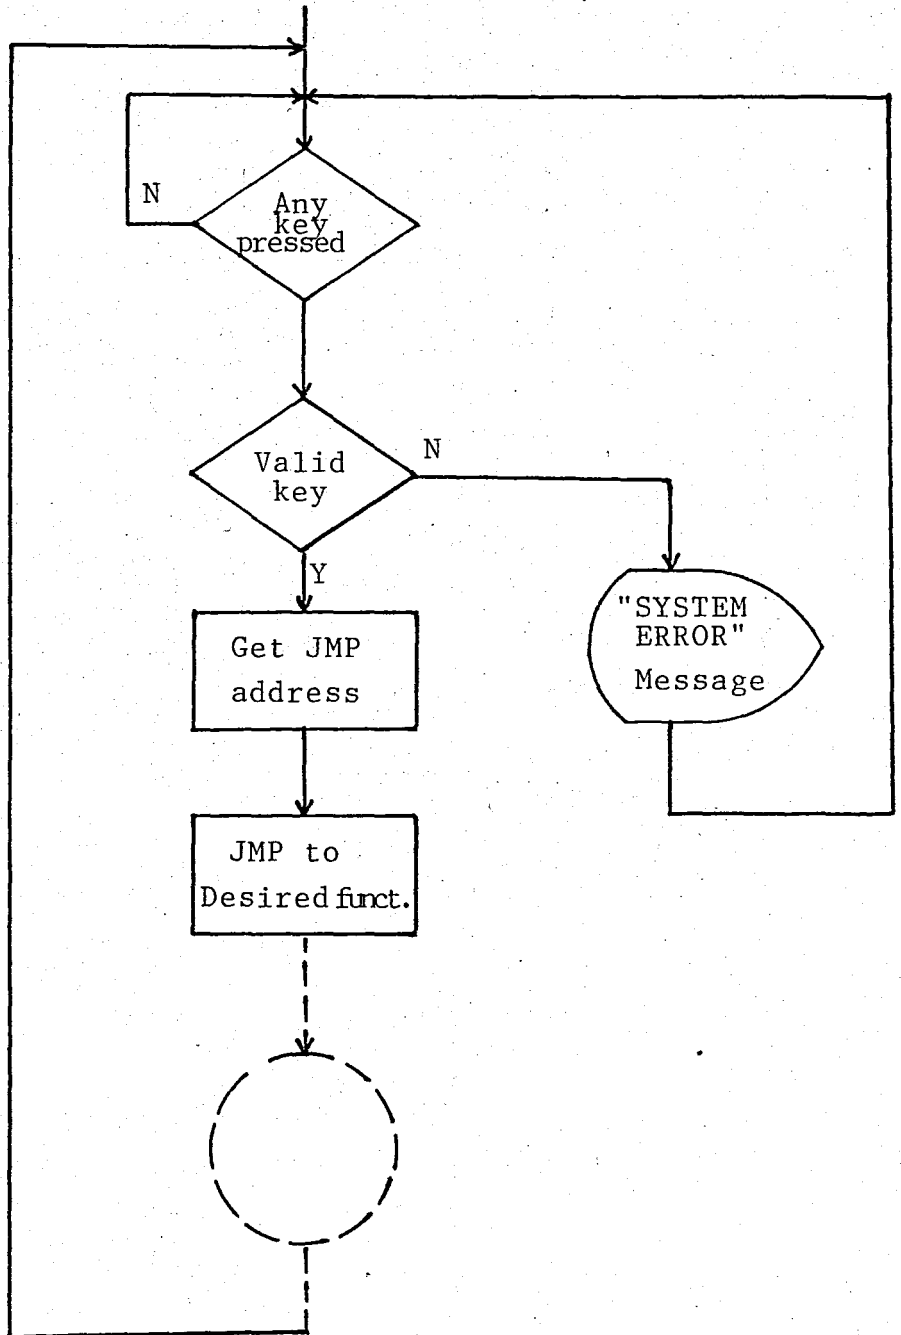 N
Any
key
pressed
Valid
key
N
Y
Get JMP
address
"SYSTEM
ERROR"
Message
JMP to
Desired funct.